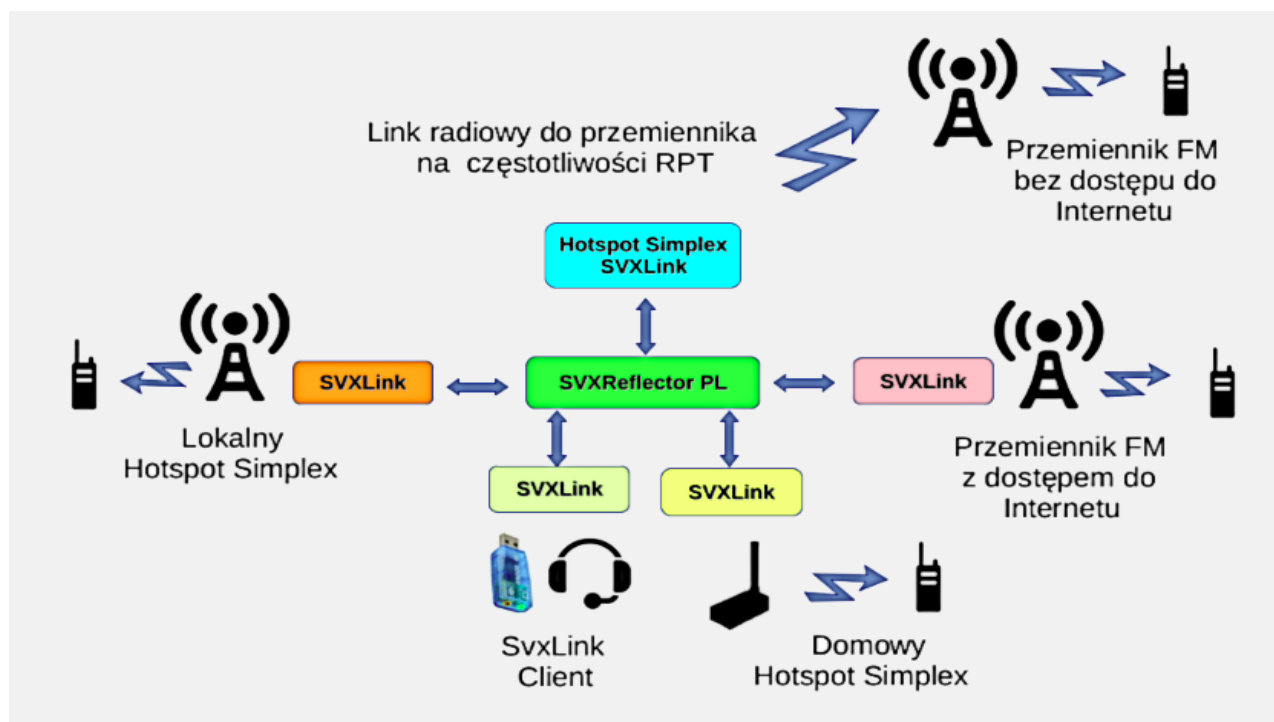 Link radiowy do przemiennika
na częstotliwości RPT
Przemiennik FM
bez dostępu do
Internetu
Hotspot Simplex
SVXLink
SVXLink
SVXReflector PL
SVXLink
Lokalny
Hotspot Simplex
Przemiennik FM
z dostępem do
Internetu
SVXLink
SVXLink
SvxLink
Client
Domowy
Hotspot Simplex